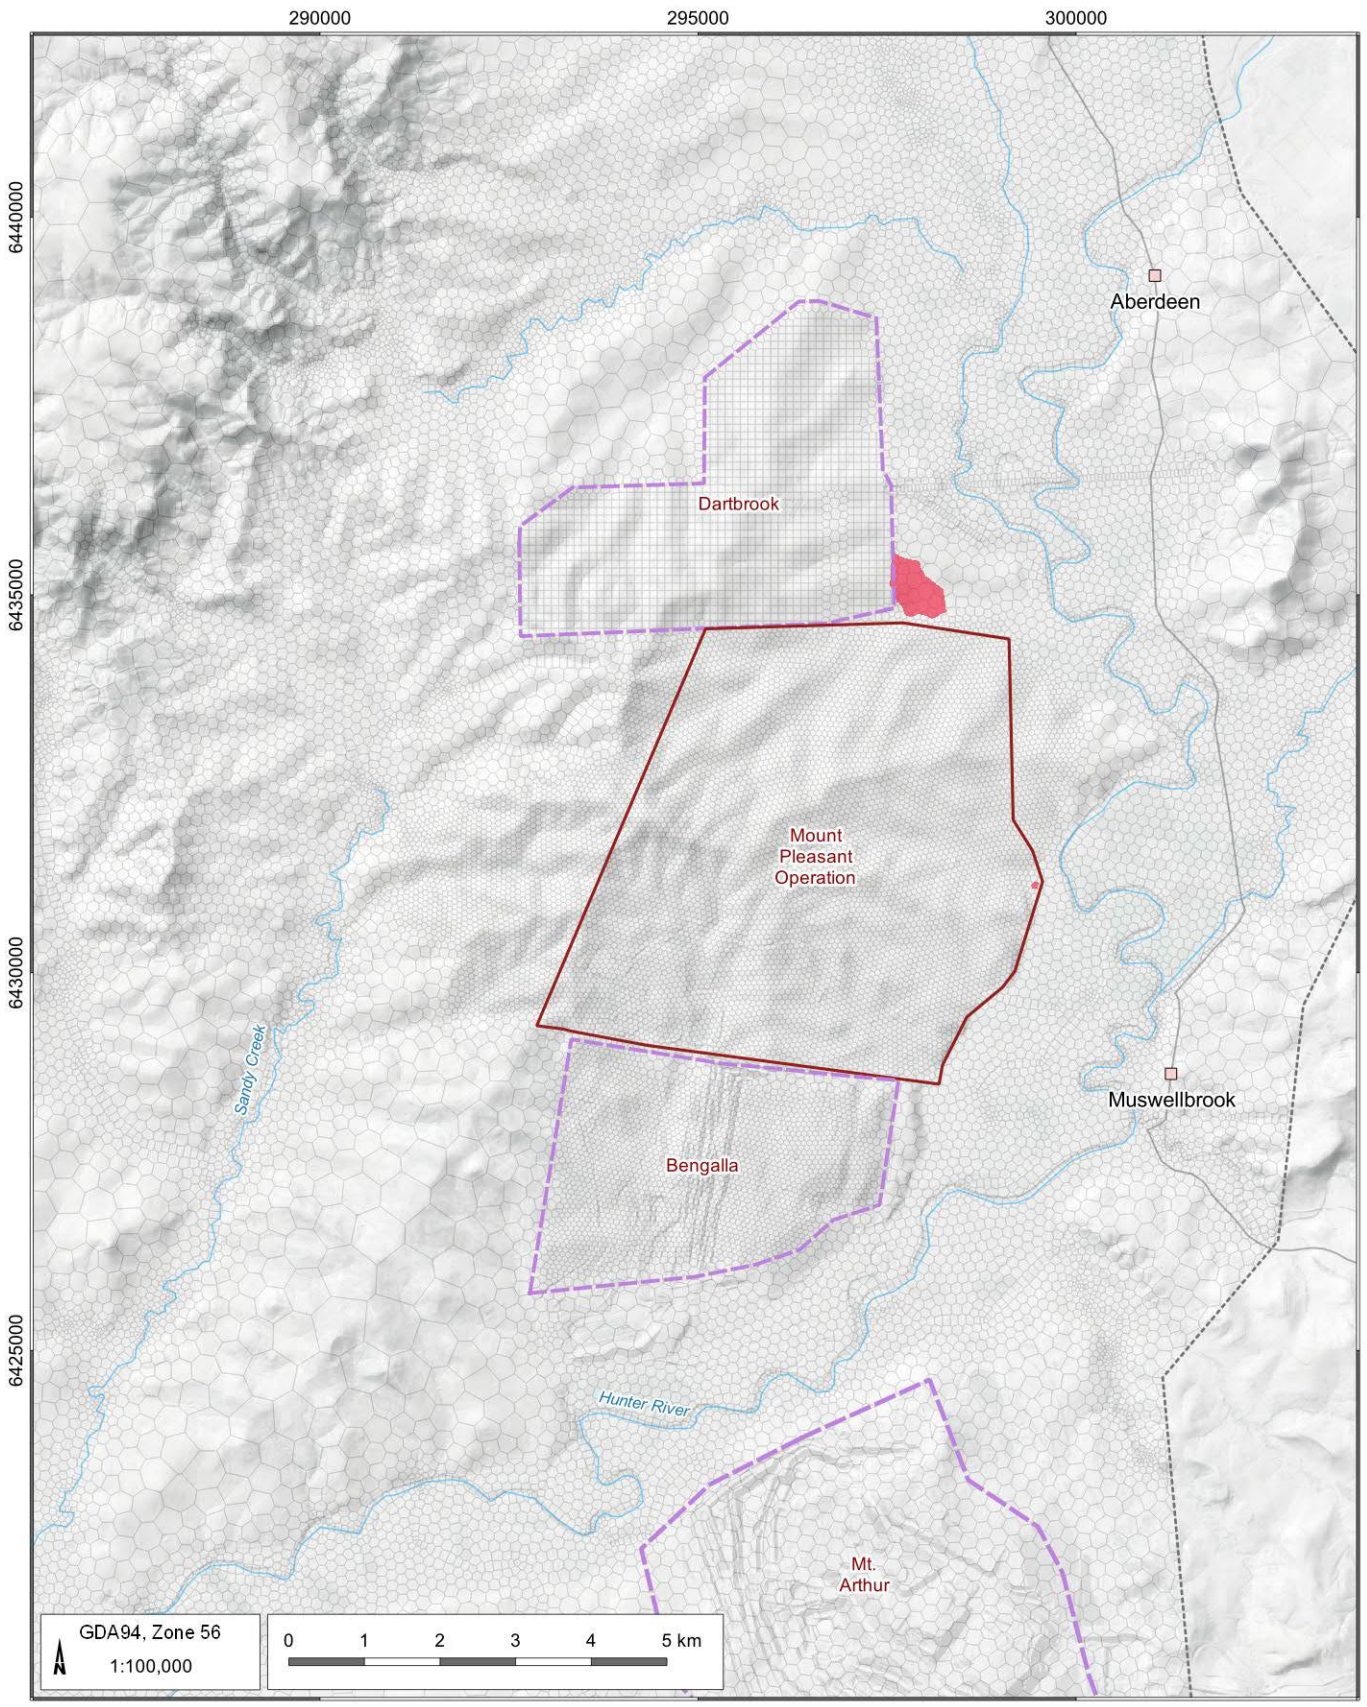 290000
295000
300000
6440000
6435000
6430000
6425000
Aberdeen
Dartbrook
Mount
Pleasant
Operation
Sandy Creek
Muswellbrook
Bengalla
Hunter River
Mt.
Arthur
GDA94, Zone 56
N
1:100,000
0 1 2 3 4 5 km